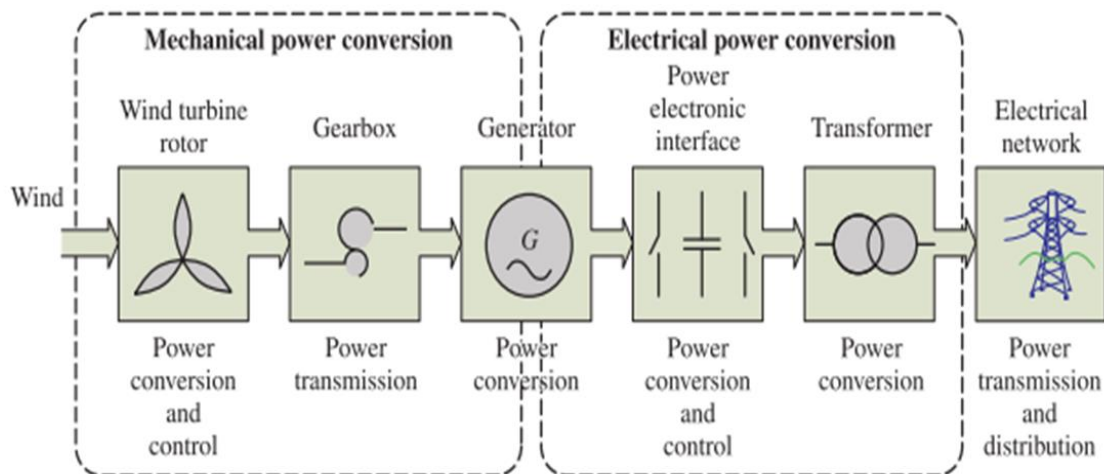 Mechanical power conversion
Electrical power conversion
Wind turbine
rotor
Gearbox
Generator
Power
electronic
interface
Transformer
Electrical
network
Wind
G
Power
conversion
and
control
Power
transmission
Power
conversion
Power
conversion
and
control
Power
conversion
Power
transmission
and
distribution